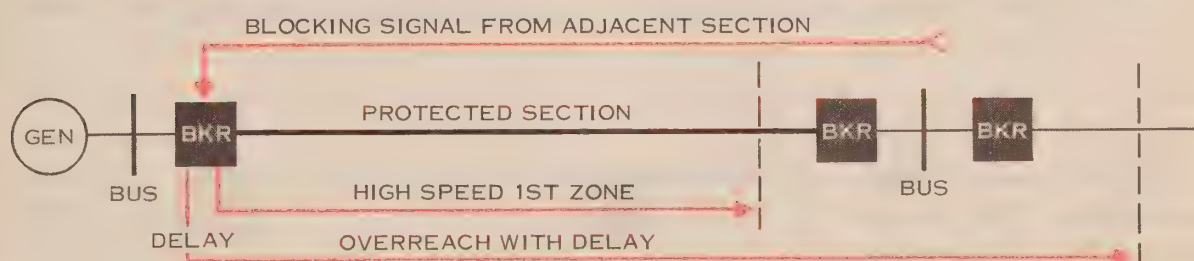 BLOCKING SIGNAL FROM ADJACENT SECTION
GEN
BKR
PROTECTED SECTION
BKR
BKR
BUS
BUS
HIGH SPEED 1ST ZONE
DELAY
OVERREACH WITH DELAY